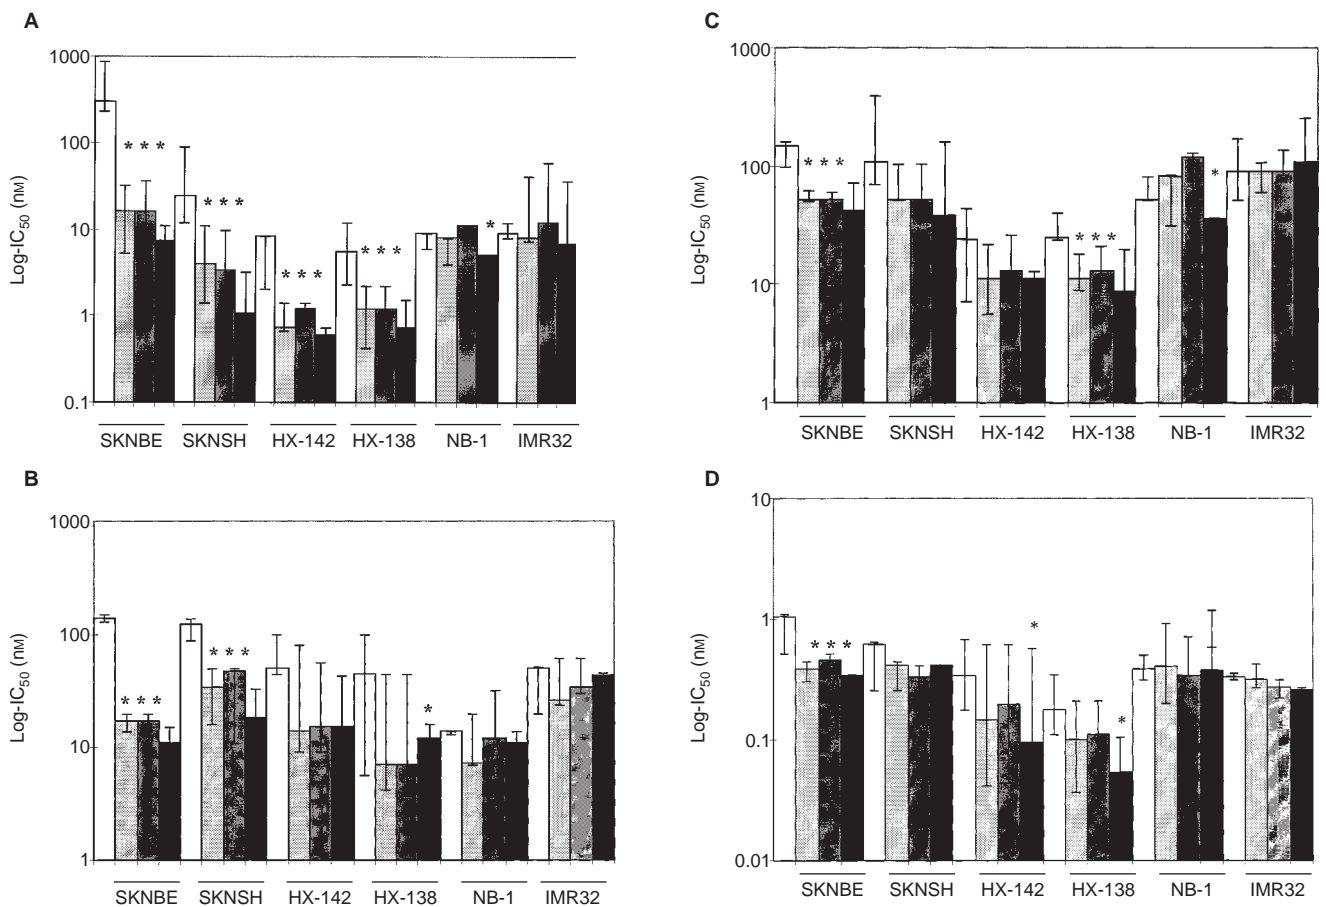 A
1000
100
10
1
0.1
Log-IC50 (nM)
* * *
* * *
* * *
* * *
*
SKNBE SKNSH HX-142 HX-138 NB-1 IMR32
B
1000
100
10
1
Log-IC50 (nM)
* * *
* * *
*
SKNBE SKNSH HX-142 HX-138 NB-1 IMR32
C
1000
100
10
1
Log-IC50 (nM)
* * *
* * *
*
SKNBE SKNSH HX-142 HX-138 NB-1 IMR32
D
10
1
0.1
0.01
Log-IC50 (nM)
* * *
*
*
SKNBE SKNSH HX-142 HX-138 NB-1 IMR32